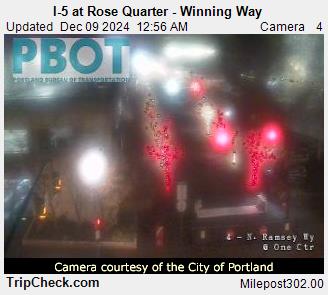 I-5 at Rose Quarter - Winning Way
Updated Dec 09 2024 12:56 AM Camera 4
PBOT
PORTLAND BUREAU OF TRANSPORTATION
4 - N. Ramsey Wy
@ One Ctr
Camera courtesy of the City of Portland
TripCheck.com Milepost302.00